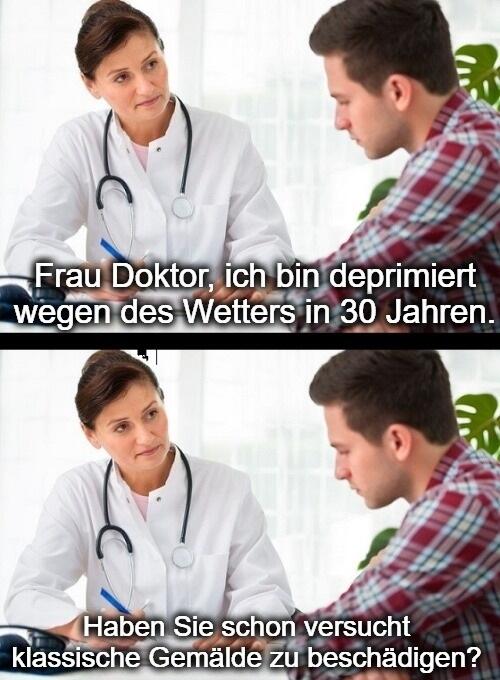 Frau Doktor, ich bin deprimiert
wegen des Wetters in 30 Jahren.
Haben Sie schon versucht
klassische Gemälde zu beschädigen?